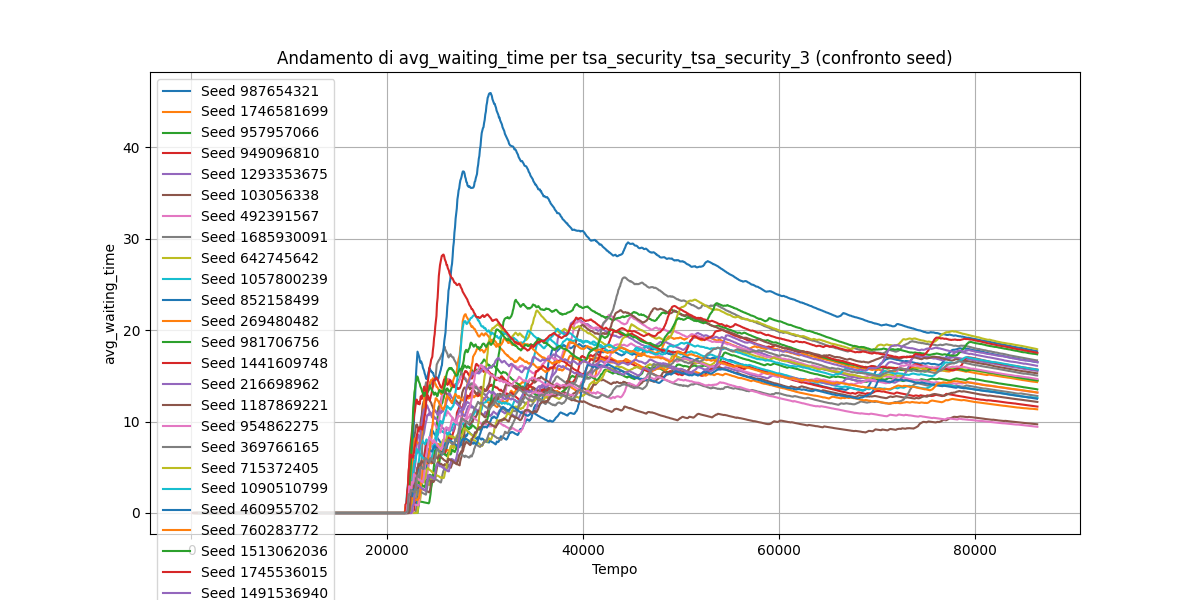 Andamento di avg_waiting_time per tsa_security_tsa_security_3 (confronto seed)
Seed 987654321
Seed 1746581699
Seed 957957066
Seed 949096810
Seed 1293353675
Seed 103056338
Seed 492391567
Seed 1685930091
Seed 642745642
Seed 1057800239
Seed 852158499
Seed 269480482
Seed 981706756
Seed 1441609748
Seed 216698962
Seed 1187869221
Seed 954862275
Seed 369766165
Seed 715372405
Seed 1090510799
Seed 460955702
Seed 760283772
Seed 1513062036
Seed 1745536015
Seed 1491536940
avg_waiting_time
40
30
20
10
0
0 20000 40000 60000 80000
Tempo